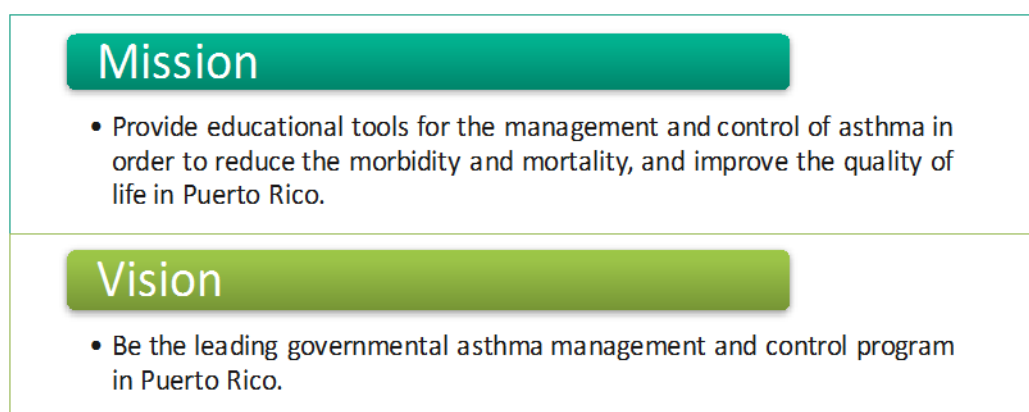 Mission
• Provide educational tools for the management and control of asthma in
order to reduce the morbidity and mortality, and improve the quality of
life in Puerto Rico.
Vision
• Be the leading governmental asthma management and control program
in Puerto Rico.